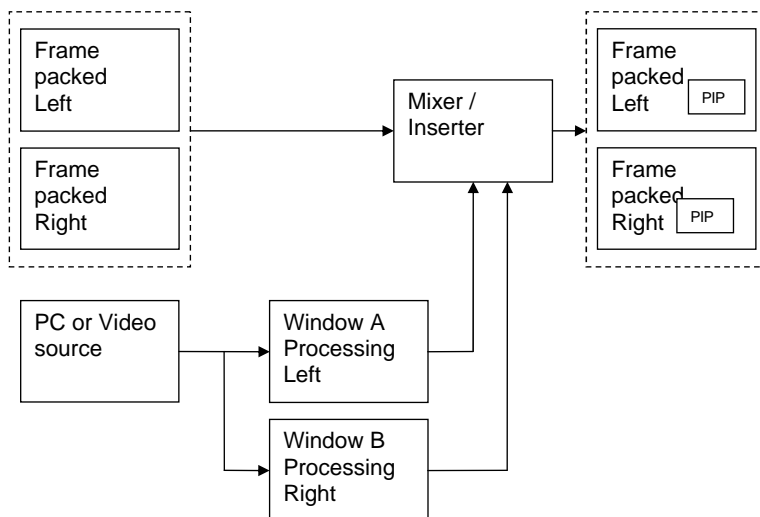 Frame
packed
Left
Frame
packed
Right
Mixer /
Inserter
Frame
packed
Left
PIP
Frame
packed
Right
PIP
PC or Video
source
Window A
Processing
Left
Window B
Processing
Right